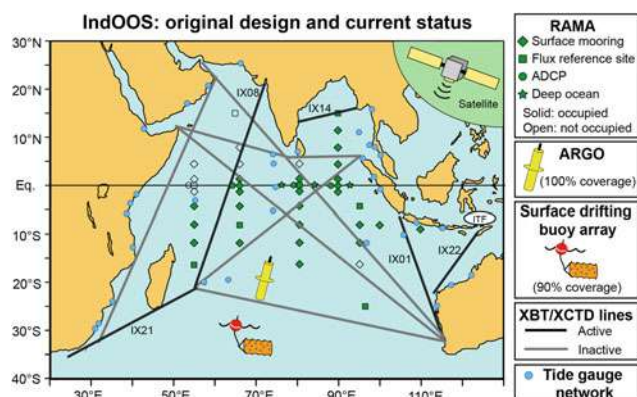 IndOOS: original design and current status
30°N
20°N
10°N
Eq.
10°S
20°S
30°S
40°S
30°E
50°E
70°E
90°E
110°E
IX08
IX14
IX01
IX22
IX21
ITF
Satellite
RAMA
Surface mooring
Flux reference site
ADCP
Deep ocean
Solid: occupied
Open: not occupied
ARGO
(100% coverage)
Surface drifting
buoy array
(90% coverage)
XBT/XCTD lines
Active
Inactive
Tide gauge
network